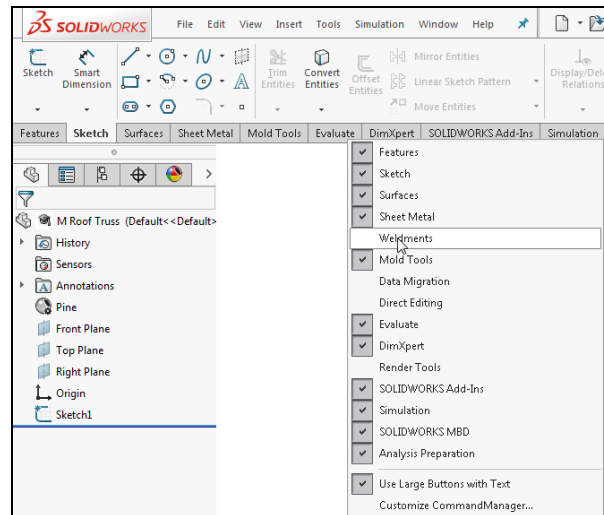 SOLIDWORKS File Edit View Insert Tools Simulation Window Help
Sketch Smart Dimension Trim Entities Convert Entities Offset Entities Mirror Entities Linear Sketch Pattern Move Entities Display/Del Relations
Features Sketch Surfaces Sheet Metal Mold Tools Evaluate DimXpert SOLIDWORKS Add-Ins Simulation
M Roof Truss (Default<<Default>
History
Sensors
Annotations
Pine
Front Plane
Top Plane
Right Plane
Origin
Sketch1
Features
Sketch
Surfaces
Sheet Metal
Weldments
Mold Tools
Data Migration
Direct Editing
Evaluate
DimXpert
Render Tools
SOLIDWORKS Add-Ins
Simulation
SOLIDWORKS MBD
Analysis Preparation
Use Large Buttons with Text
Customize CommandManager...